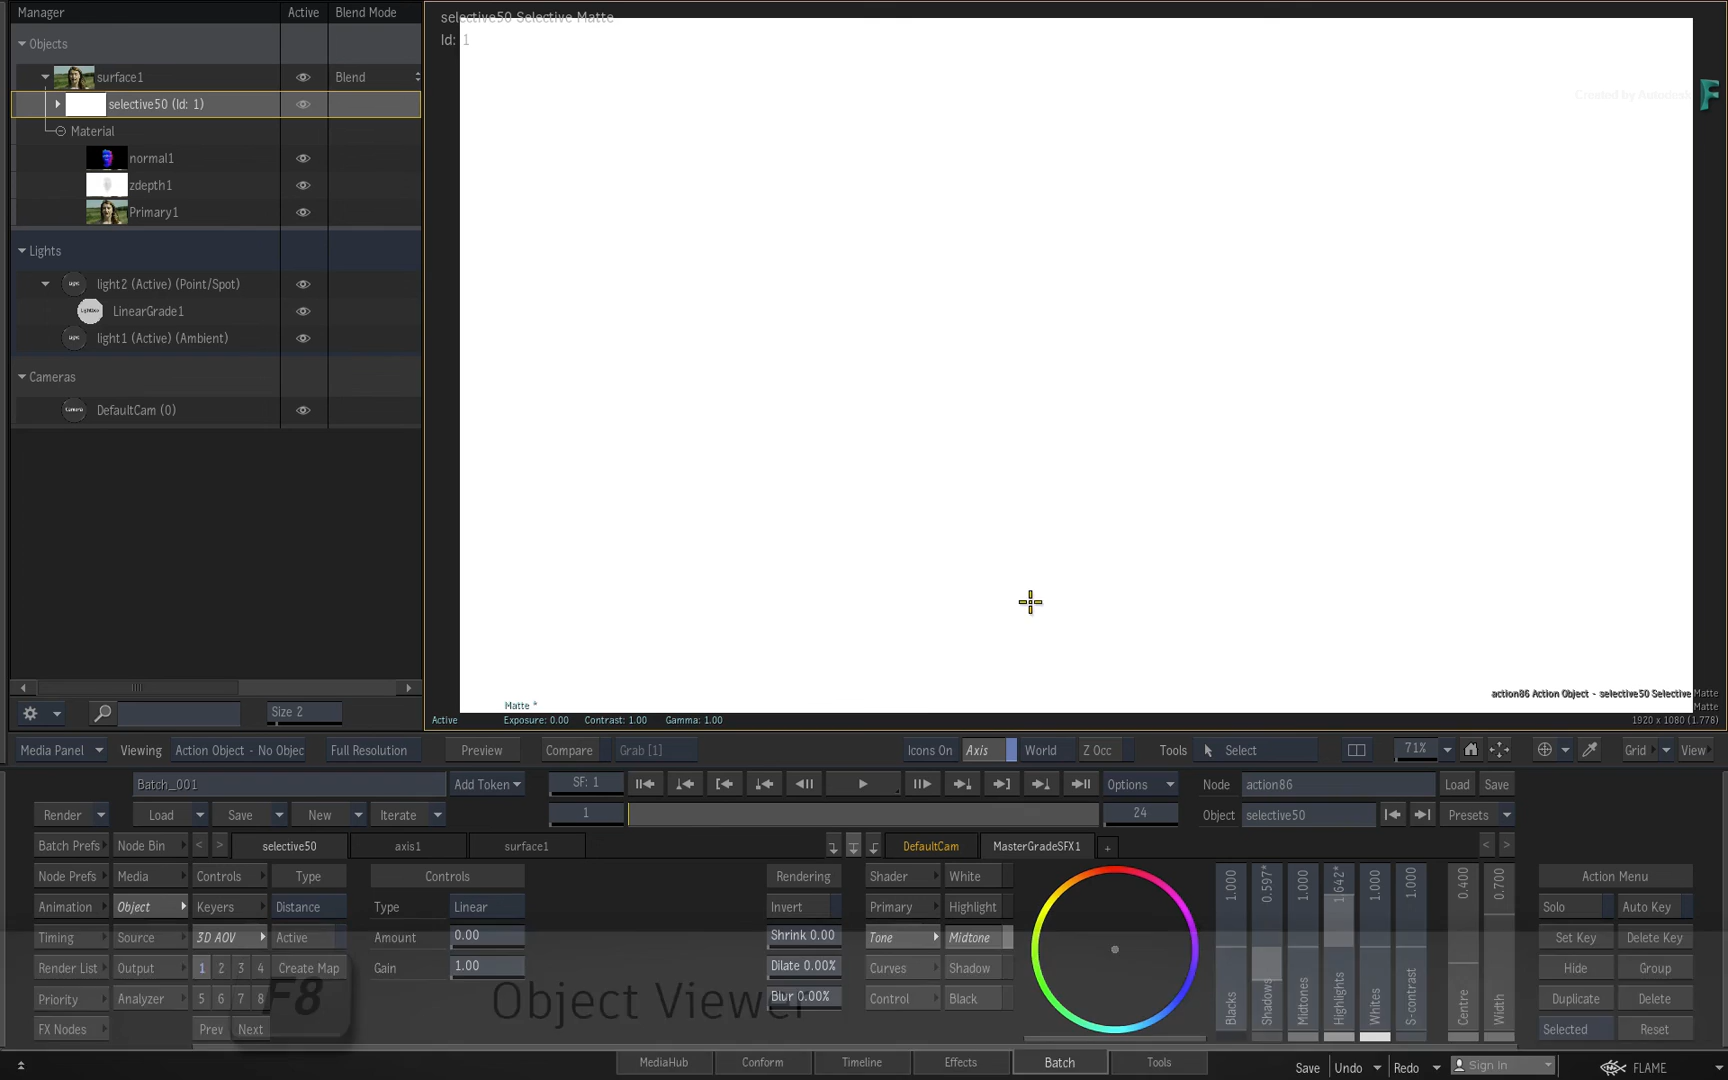 Manager Active Blend Mode
selective50 Selective Matte
Id: 1
Objects
surface1 Blend
selective50 (Id: 1)
Material
normal1
zdepth1
Primary1
Lights
light2 (Active) (Point/Spot)
LinearGrade1
light1 (Active) (Ambient)
Cameras
DefaultCam (0)
Created by Autodesk
Size 2
Matte *
Active Exposure: 0.00 Contrast: 1.00 Gamma: 1.00
action86 Action Object - selective50 Selective Matte
Matte
1920 x 1080 (1.778)
Media Panel Viewing Action Object - No Objec Full Resolution Preview Compare Grab [1] Icons On Axis World Z Occ Tools Select 71% Grid View
Batch_001 Add Token SF: 1 Options Node action86 Load Save
Render Load Save New Iterate 1 24 Object selective50 Presets
Batch Prefs Node Bin < > selective50 axis1 surface1 DefaultCam MasterGradeSFX1 + < >
Node Prefs Media Controls Type Controls Rendering Shader White Action Menu
Animation Object Keyers Distance Type Linear Invert Primary Highlight Solo Auto Key
Timing Source 3D AOV Active Amount 0.00 Shrink 0.00 Tone Midtone Set Key Delete Key
Render List Output 1 2 3 4 Create Map Gain 1.00 Dilate 0.00% Curves Shadow Hide Group
Priority Analyzer 5 6 7 8 Blur 0.00% Control Black Duplicate Delete
FX Nodes Prev Next Selected Reset
1.000 0.597* 1.000 1.642* 1.000 1.000 0.400 0.700
Blacks Shadows Midtones Highlights Whites S-contrast Centre Width
F8 Object Viewer
MediaHub Conform Timeline Effects Batch Tools Save Undo Redo Sign In FLAME